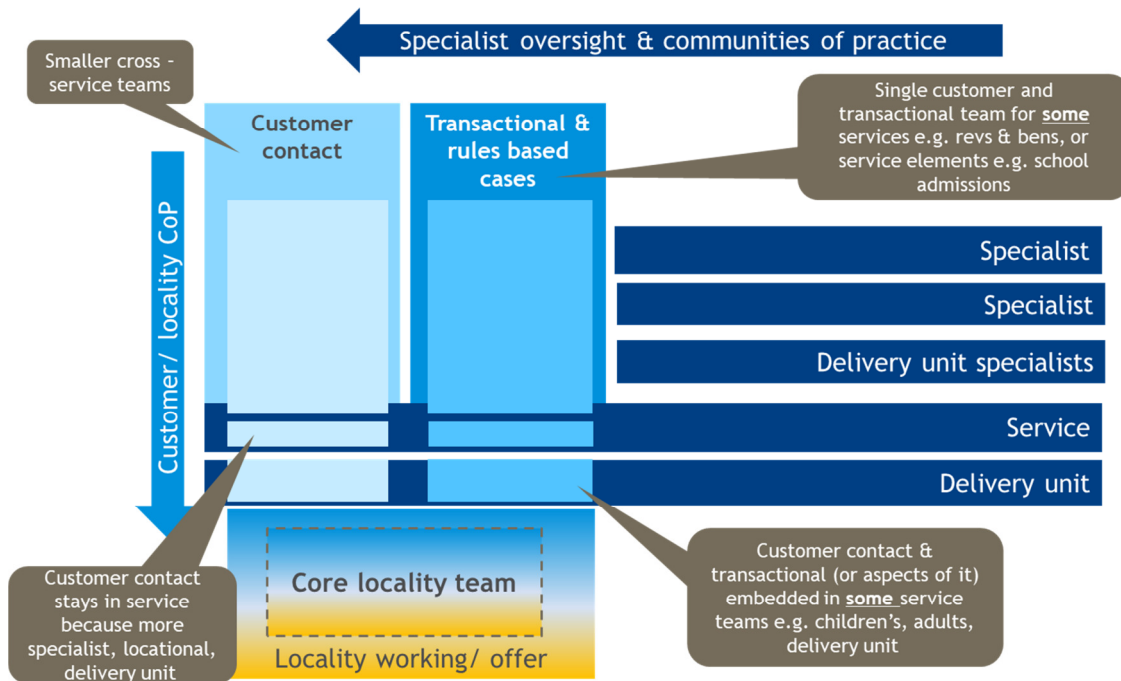 Specialist oversight & communities of practice
Smaller cross -
service teams
Single customer and
transactional team for some
services e.g. revs & bens, or
service elements e.g. school
admissions
Customer
contact
Transactional &
rules based
cases
Customer/ locality CoP
Specialist
Specialist
Delivery unit specialists
Service
Delivery unit
Customer contact
stays in service
because more
specialist, locational,
delivery unit
Core locality team
Locality working/ offer
Customer contact &
transactional (or aspects of it)
embedded in some service
teams e.g. children’s, adults,
delivery unit